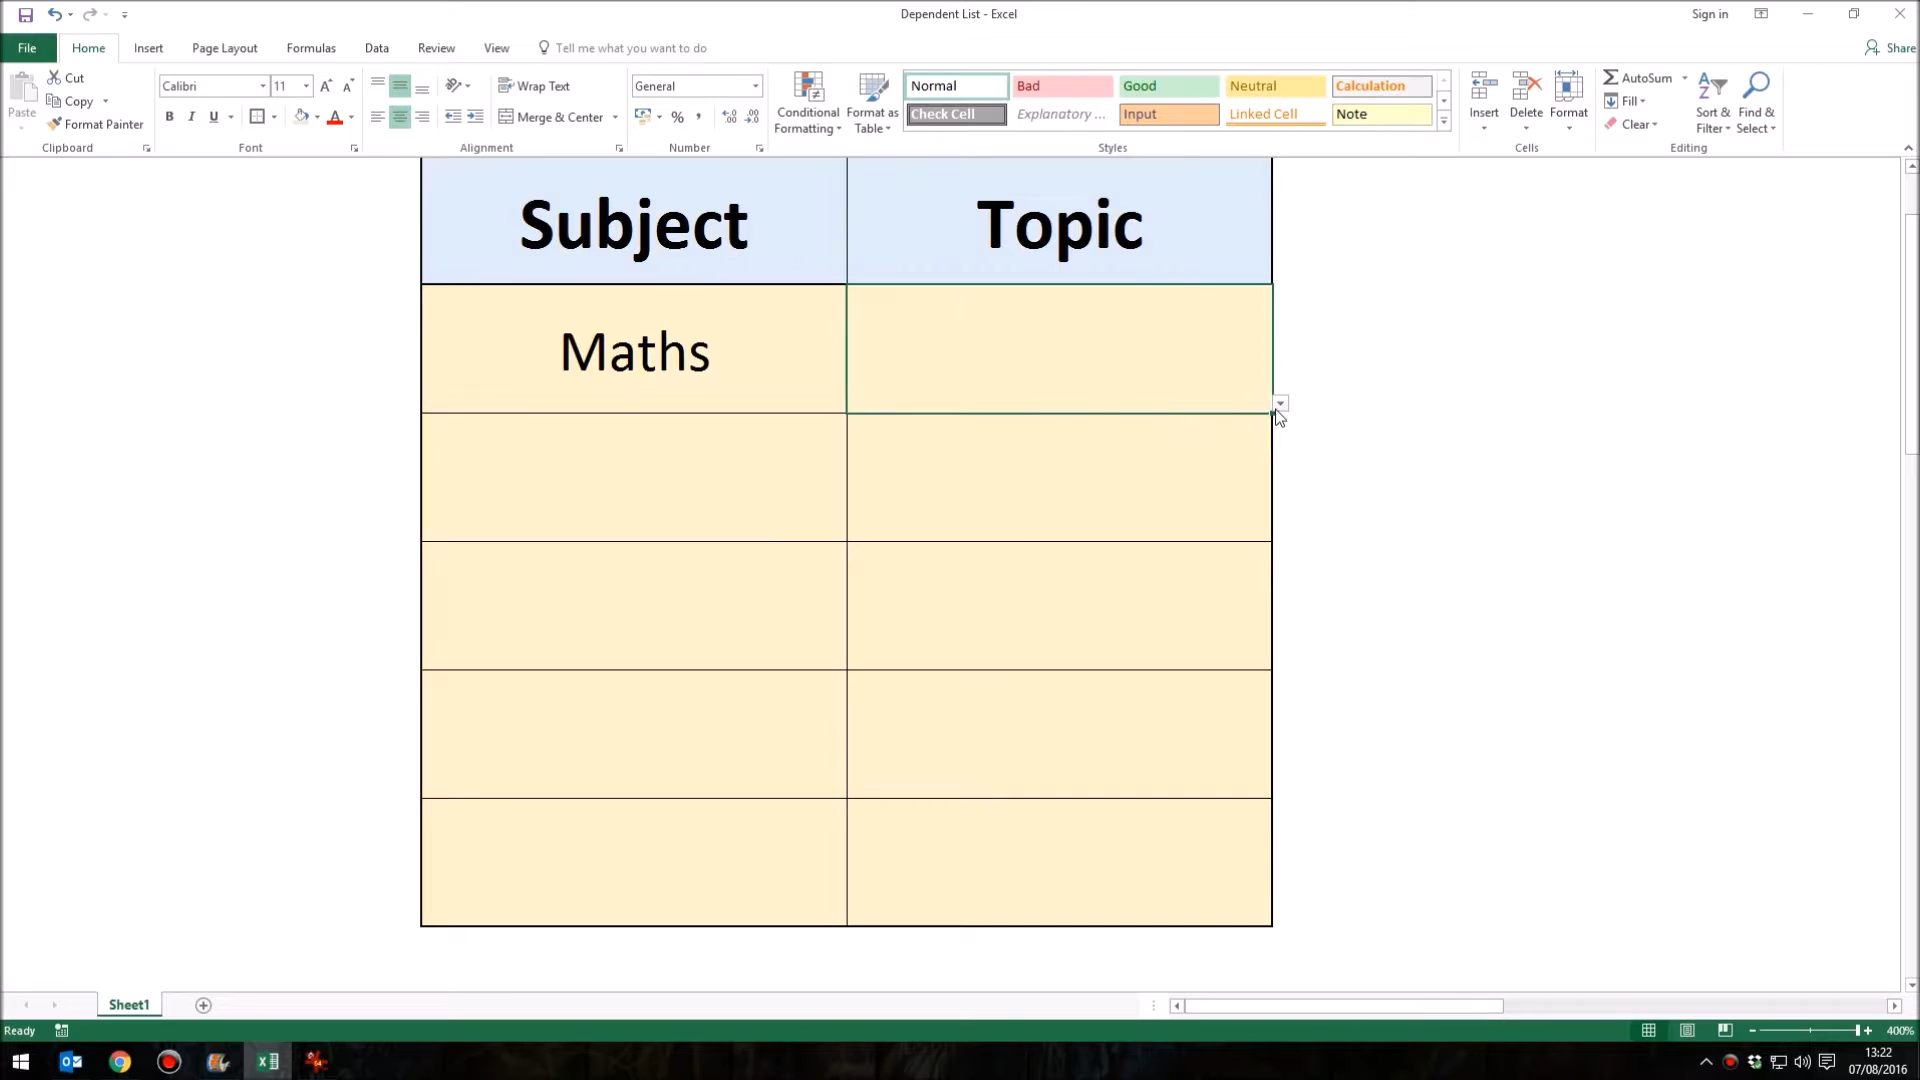 Dependent List - Excel
Sign in
File Home Insert Page Layout Formulas Data Review View Tell me what you want to do Share
Paste
Cut
Copy
Format Painter
Clipboard
Calibri 11
B I U
Font
Wrap Text
Merge & Center
Alignment
General
%
Number
Conditional Formatting
Format as Table
Normal Bad Good Neutral Calculation
Check Cell Explanatory ... Input Linked Cell Note
Styles
Insert Delete Format
Cells
AutoSum
Fill
Clear
Sort & Filter
Find & Select
Editing
Subject Topic
Maths
Sheet1
Ready
400%
13:22
07/08/2016